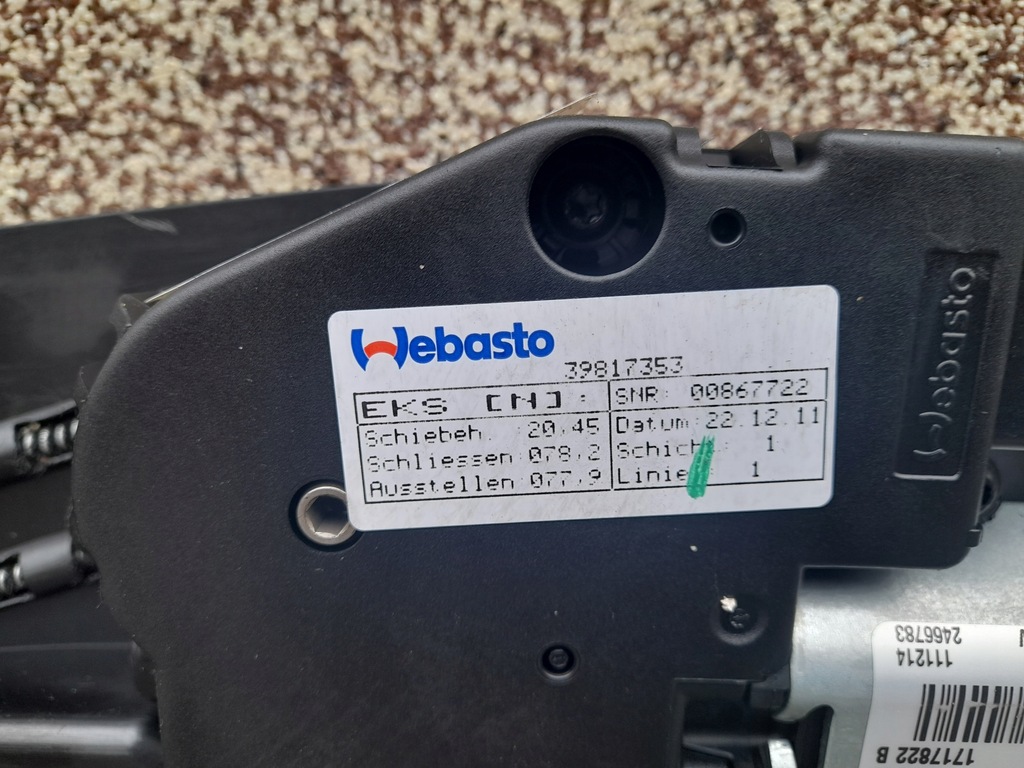 Webasto
39817353
EKS [N]:
SNR: 00867722
Schiebeh. 20,45
Datum:22.12.11
Schliessen:078,2
Schicht: 1
Ausstellen:077,9
Linie 1
Webasto
2466783
111214
1717822 B